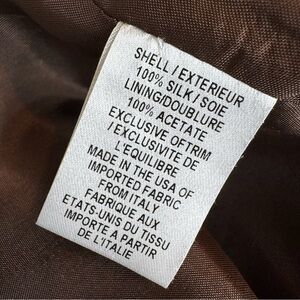 SHELL/EXTERIEUR
100% SILK/SOIE
LINING/DOUBLURE
100% ACETATE
EXCLUSIVE OFTRIM
/EXCLUSIVITE DE
L'EQUILIBRE
MADE IN THE USA OF
IMPORTED FABRIC
FROM ITALY
FABRIQUE AUX
ETATS-UNIS DU TISSU
IMPORTE A PARTIR
DE L'ITALIE